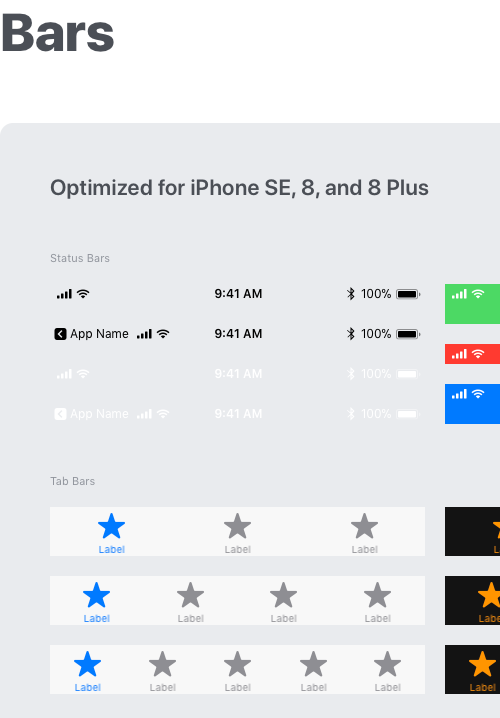 Bars
Optimized for iPhone SE, 8, and 8 Plus
Status Bars
9:41 AM 100%
App Name 9:41 AM 100%
9:41 AM 100%
App Name 9:41 AM 100%
Tab Bars
Label Label Label
Label Label Label Label
Label Label Label Label Label Label